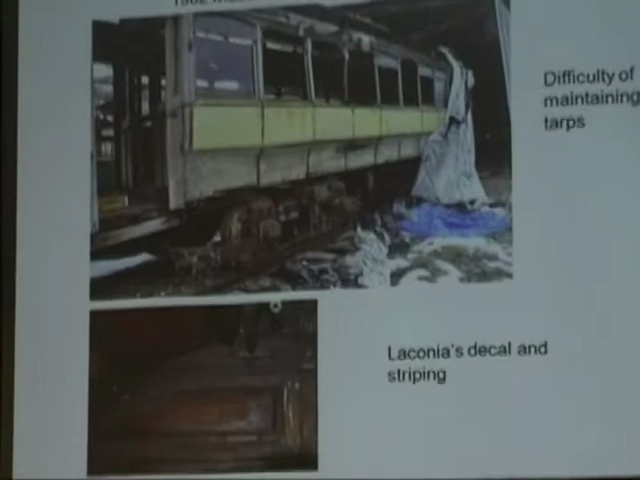 Difficulty of
maintaining
tarps
Laconia's decal and
striping